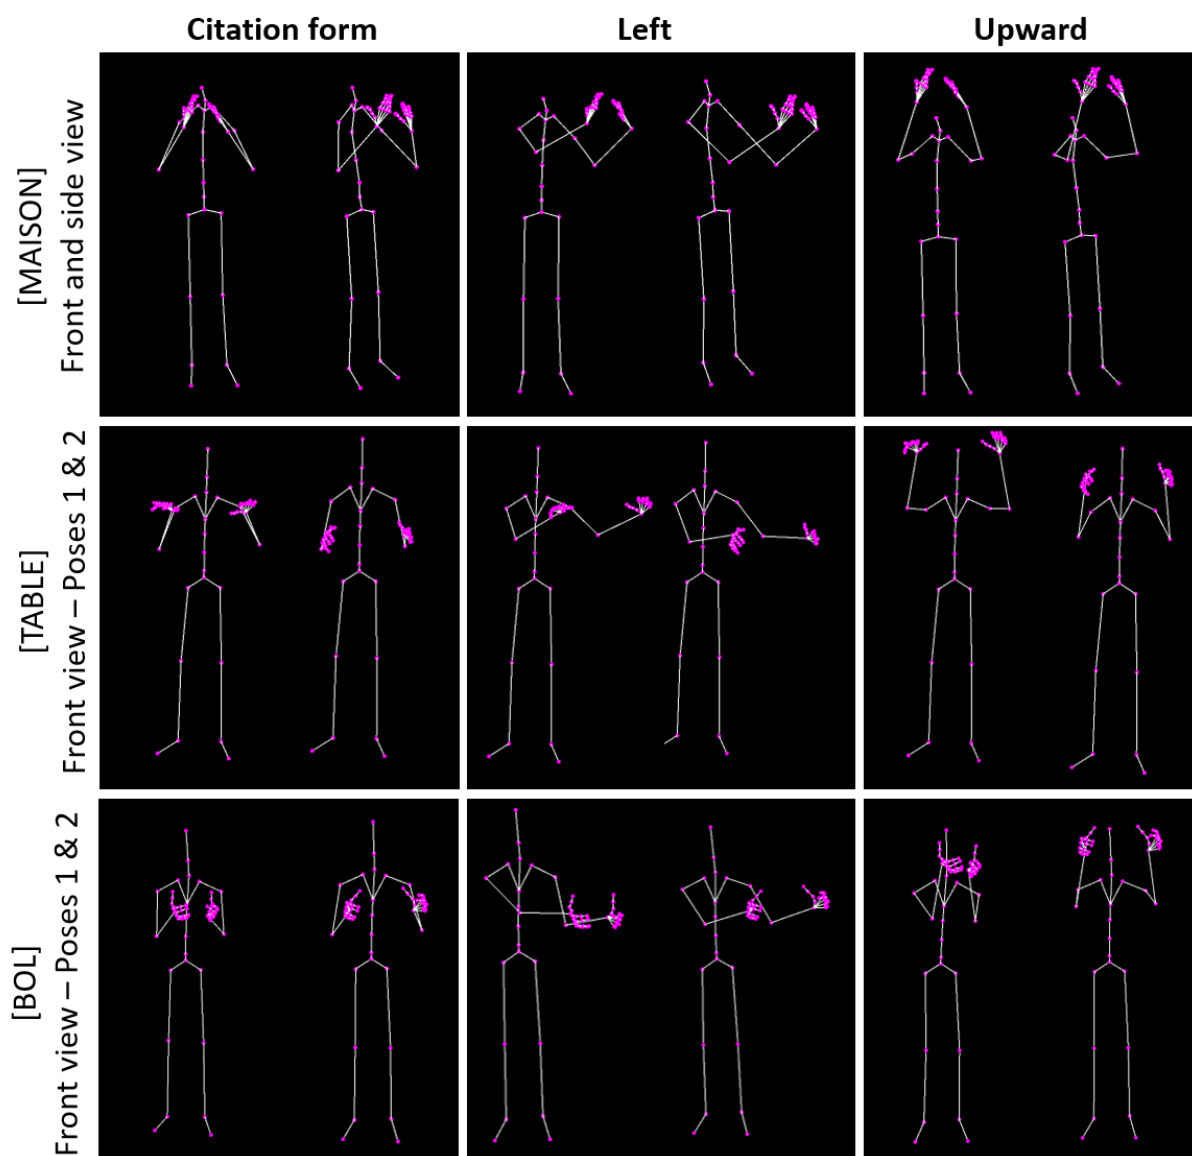 Citation form
Left
Upward
[MAISON]
Front and side view
[TABLE]
Front view – Poses 1 & 2
[BOL]
Front view – Poses 1 & 2